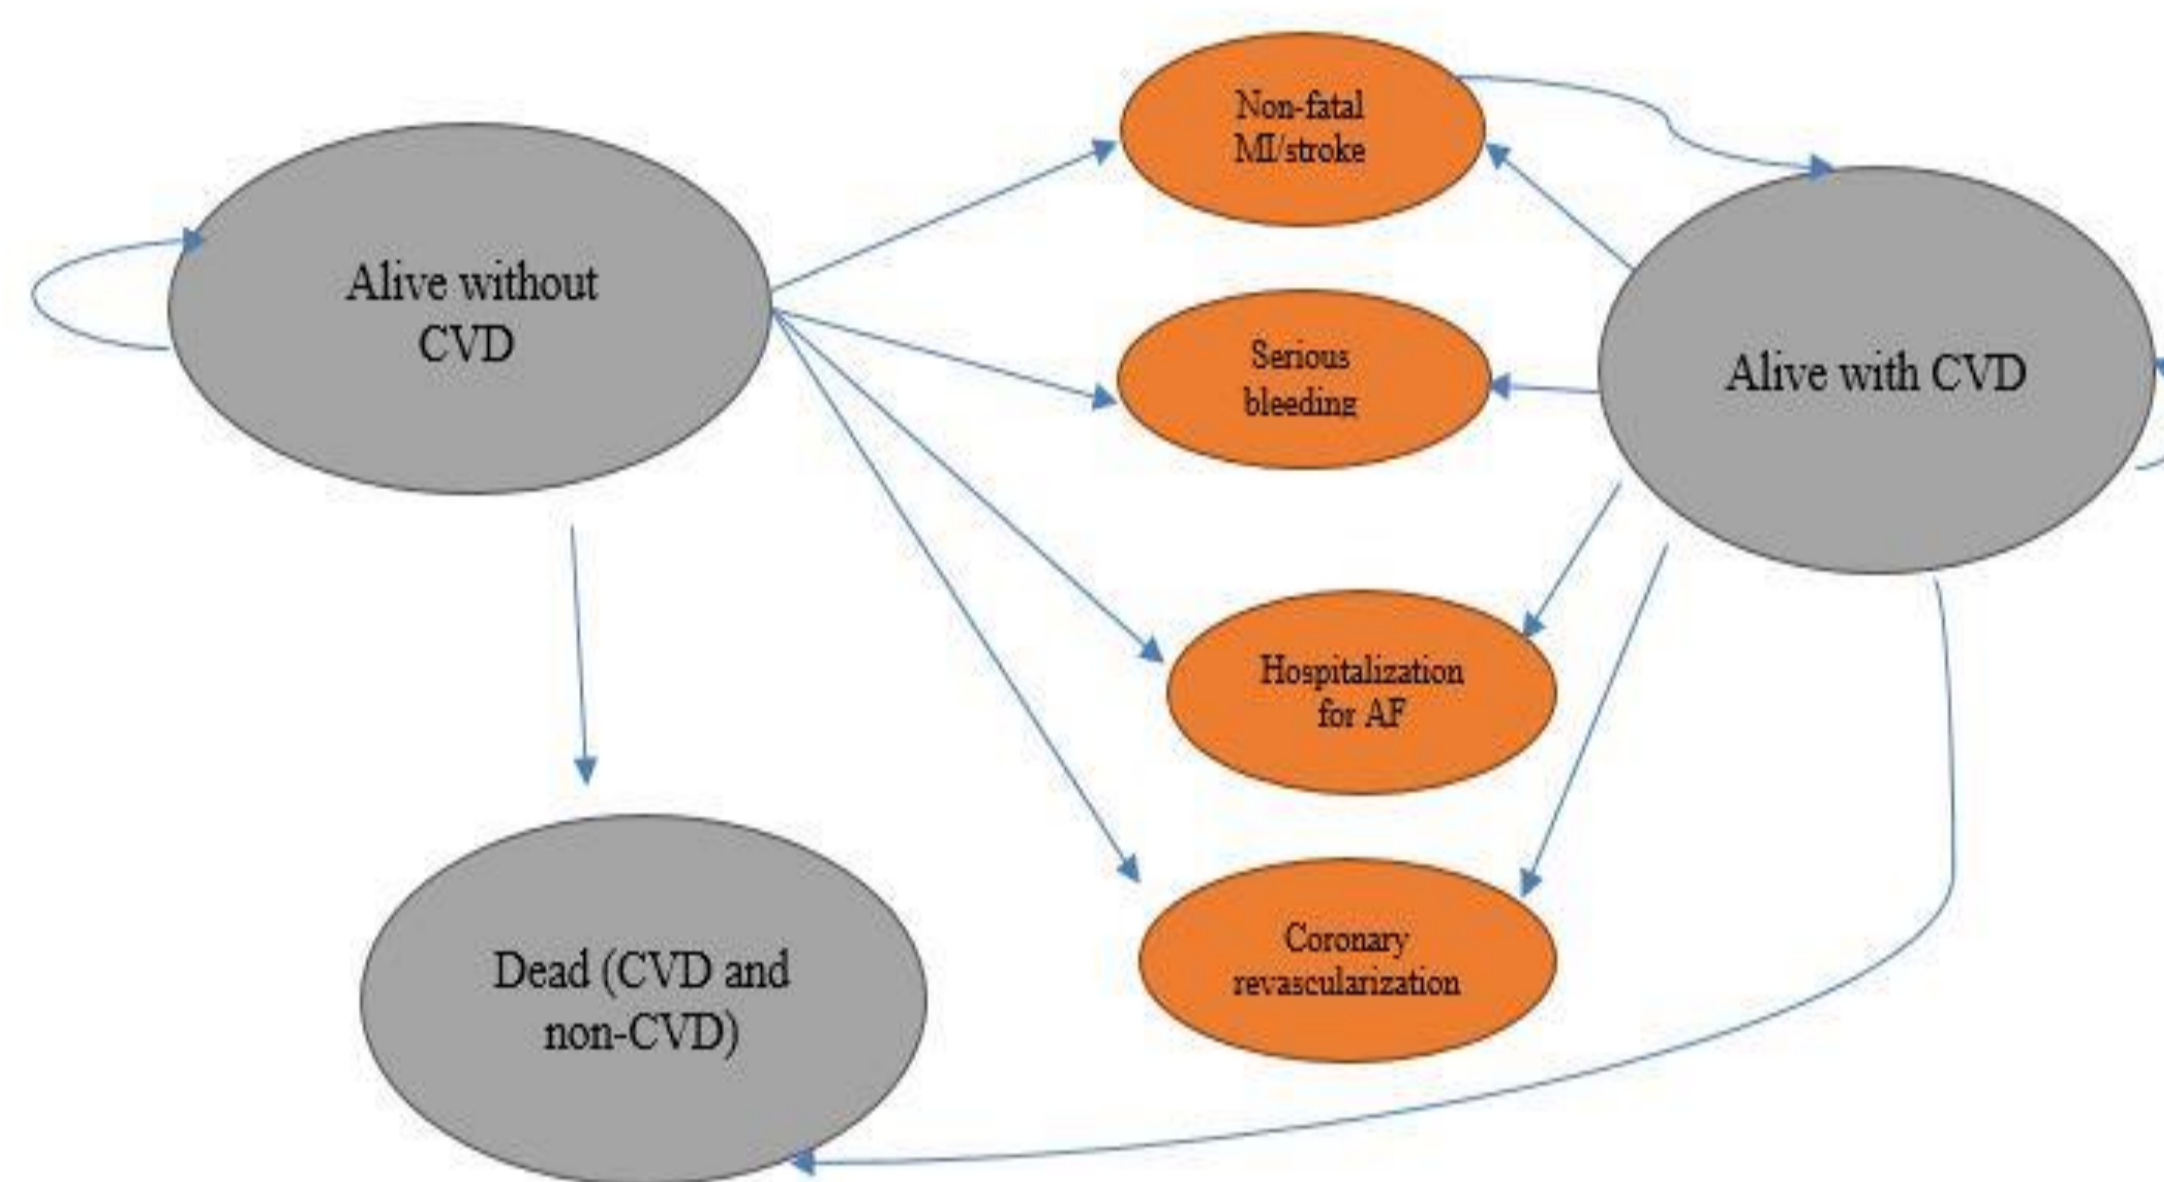 Non-fatal
MI/stroke
Alive without
CVD
Serious
bleeding
Alive with CVD
Hospitalization
for AF
Coronary
revascularization
Dead (CVD and
non-CVD)